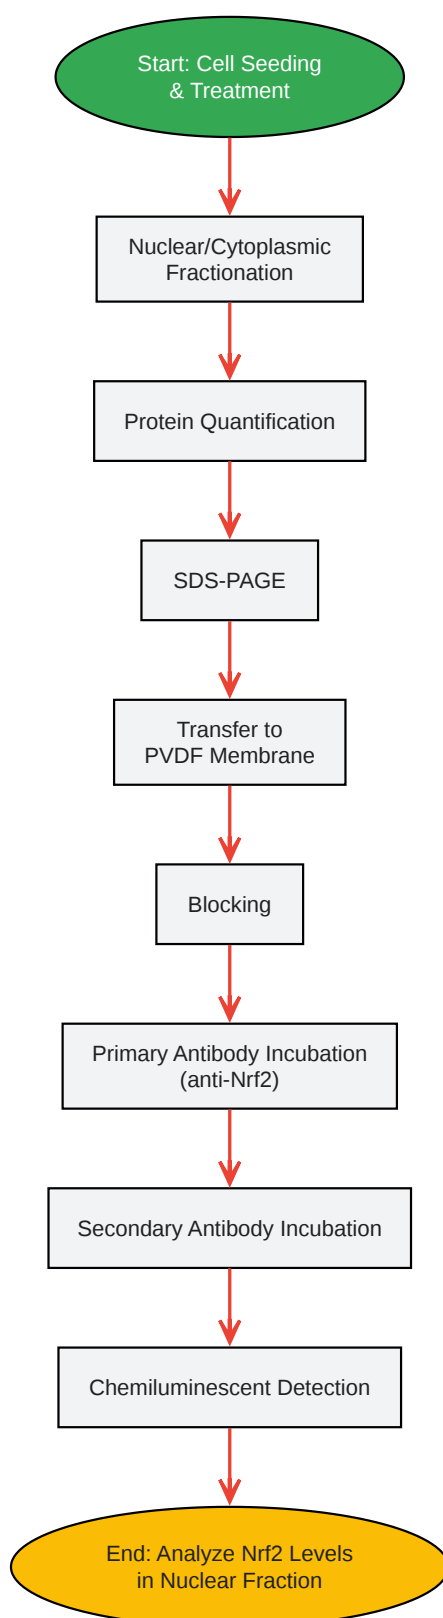 Start: Cell Seeding
& Treatment
Nuclear/Cytoplasmic
Fractionation
Protein Quantification
SDS-PAGE
Transfer to
PVDF Membrane
Blocking
Primary Antibody Incubation
(anti-Nrf2)
Secondary Antibody Incubation
Chemiluminescent Detection
End: Analyze Nrf2 Levels
in Nuclear Fraction